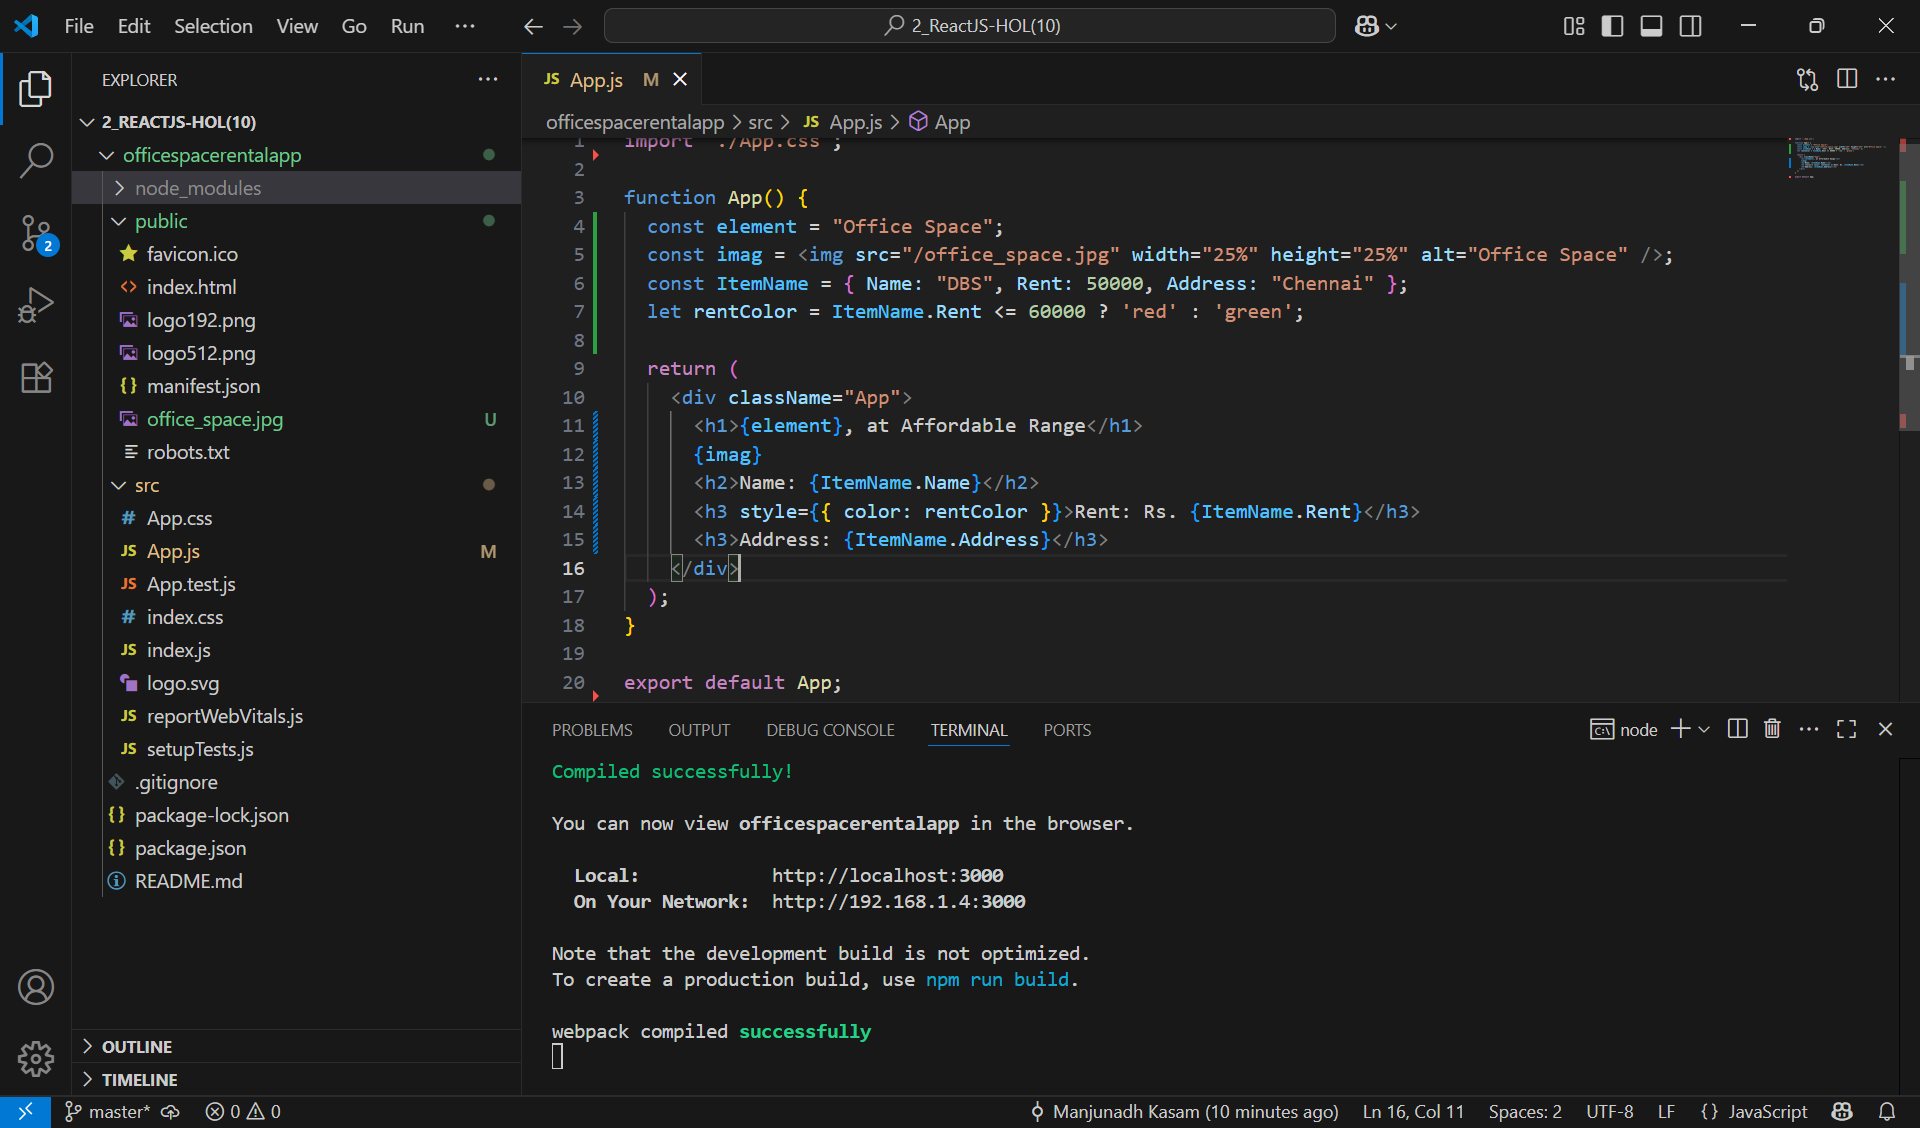 File Edit Selection View Go Run ··· 2_ReactJS-HOL(10)
EXPLORER ···
2_REACTJS-HOL(10)
officespacerentalapp
node_modules
public
favicon.ico
index.html
logo192.png
logo512.png
manifest.json
office_space.jpg U
robots.txt
src
App.css
App.js M
App.test.js
index.css
index.js
logo.svg
reportWebVitals.js
setupTests.js
.gitignore
package-lock.json
package.json
README.md
OUTLINE
TIMELINE
2
JS App.js M
officespacerentalapp > src > JS App.js > App
1 import './App.css';
2
3 function App() {
4 const element = "Office Space";
5 const imag = <img src="/office_space.jpg" width="25%" height="25%" alt="Office Space" />;
6 const ItemName = { Name: "DBS", Rent: 50000, Address: "Chennai" };
7 let rentColor = ItemName.Rent <= 60000 ? 'red' : 'green';
8
9 return (
10 <div className="App">
11 <h1>{element}, at Affordable Range</h1>
12 {imag}
13 <h2>Name: {ItemName.Name}</h2>
14 <h3 style={{ color: rentColor }}>Rent: Rs. {ItemName.Rent}</h3>
15 <h3>Address: {ItemName.Address}</h3>
16 </div>
17 );
18 }
19
20 export default App;
PROBLEMS OUTPUT DEBUG CONSOLE TERMINAL PORTS node
Compiled successfully!
You can now view officespacerentalapp in the browser.
Local: http://localhost:3000
On Your Network: http://192.168.1.4:3000
Note that the development build is not optimized.
To create a production build, use npm run build.
webpack compiled successfully
master* 0 0 Manjunadh Kasam (10 minutes ago) Ln 16, Col 11 Spaces: 2 UTF-8 LF {} JavaScript